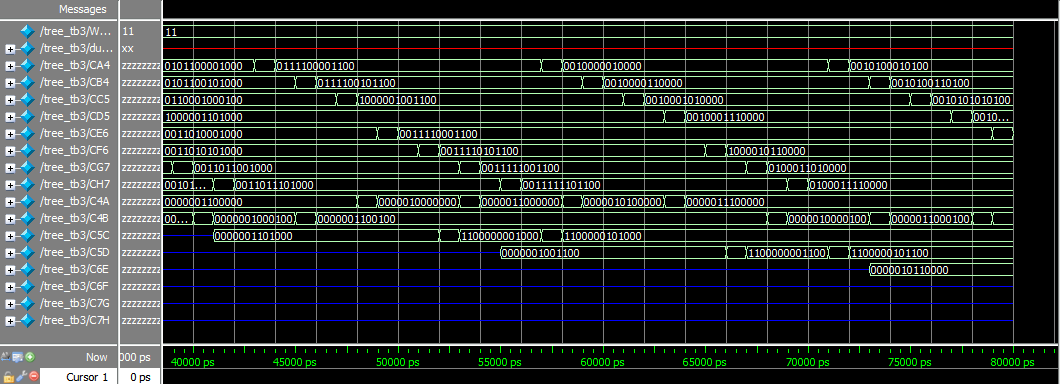 Messages
/tree_tb3/W... 11 11
/tree_tb3/du... xx
/tree_tb3/CA4 zzzzzzzz 0101100001000 0111100001100 0010000010000 0010100010100
/tree_tb3/CB4 zzzzzzzz 0101100101000 0111100101100 0010000110000 0010100110100
/tree_tb3/CC5 zzzzzzzz 0110001000100 1000001001100 0010001010000 0010101010100
/tree_tb3/CD5 zzzzzzzz 1000001101000 0010001110000 0010...
/tree_tb3/CE6 zzzzzzzz 0011010001000 0011110001100
/tree_tb3/CF6 zzzzzzzz 0011010101000 0011110101100 1000010110000
/tree_tb3/CG7 zzzzzzzz 0011011001000 0011111001100 0100011010000
/tree_tb3/CH7 zzzzzzzz 00101... 0011011101000 0011111101100 0100011110000
/tree_tb3/C4A zzzzzzzz 0000001100000 0000010000000 0000011000000 0000010100000 0000011100000
/tree_tb3/C4B zzzzzzzz 00... 0000001000100 0000001100100 0000010000100 0000011000100
/tree_tb3/C5C zzzzzzzz 0000001101000 1100000001000 1100000101000
/tree_tb3/C5D zzzzzzzz 0000001001100 1100000001100 1100000101100
/tree_tb3/C6E zzzzzzzz 0000010110000
/tree_tb3/C6F zzzzzzzz
/tree_tb3/C7G zzzzzzzz
/tree_tb3/C7H zzzzzzzz
Now 000 ps 40000 ps 45000 ps 50000 ps 55000 ps 60000 ps 65000 ps 70000 ps 75000 ps 80000 ps
Cursor 1 0 ps